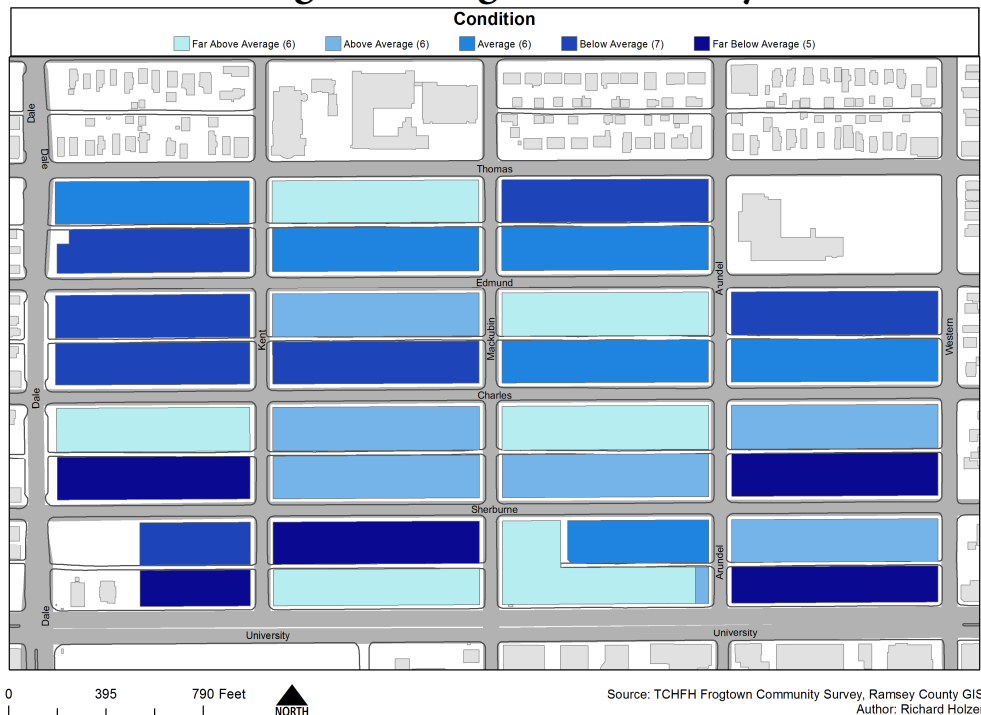 Condition
Far Above Average (6) Above Average (6) Average (6) Below Average (7) Far Below Average (5)
Dale
Dale
Thomas
Edmund
Arundel
Kent
Mackubin
Western
Dale
Charles
Sherburne
Arundel
Dale
University
University
0 395 790 Feet
NORTH
Source: TCHFH Frogtown Community Survey, Ramsey County GIS
Author: Richard Holze